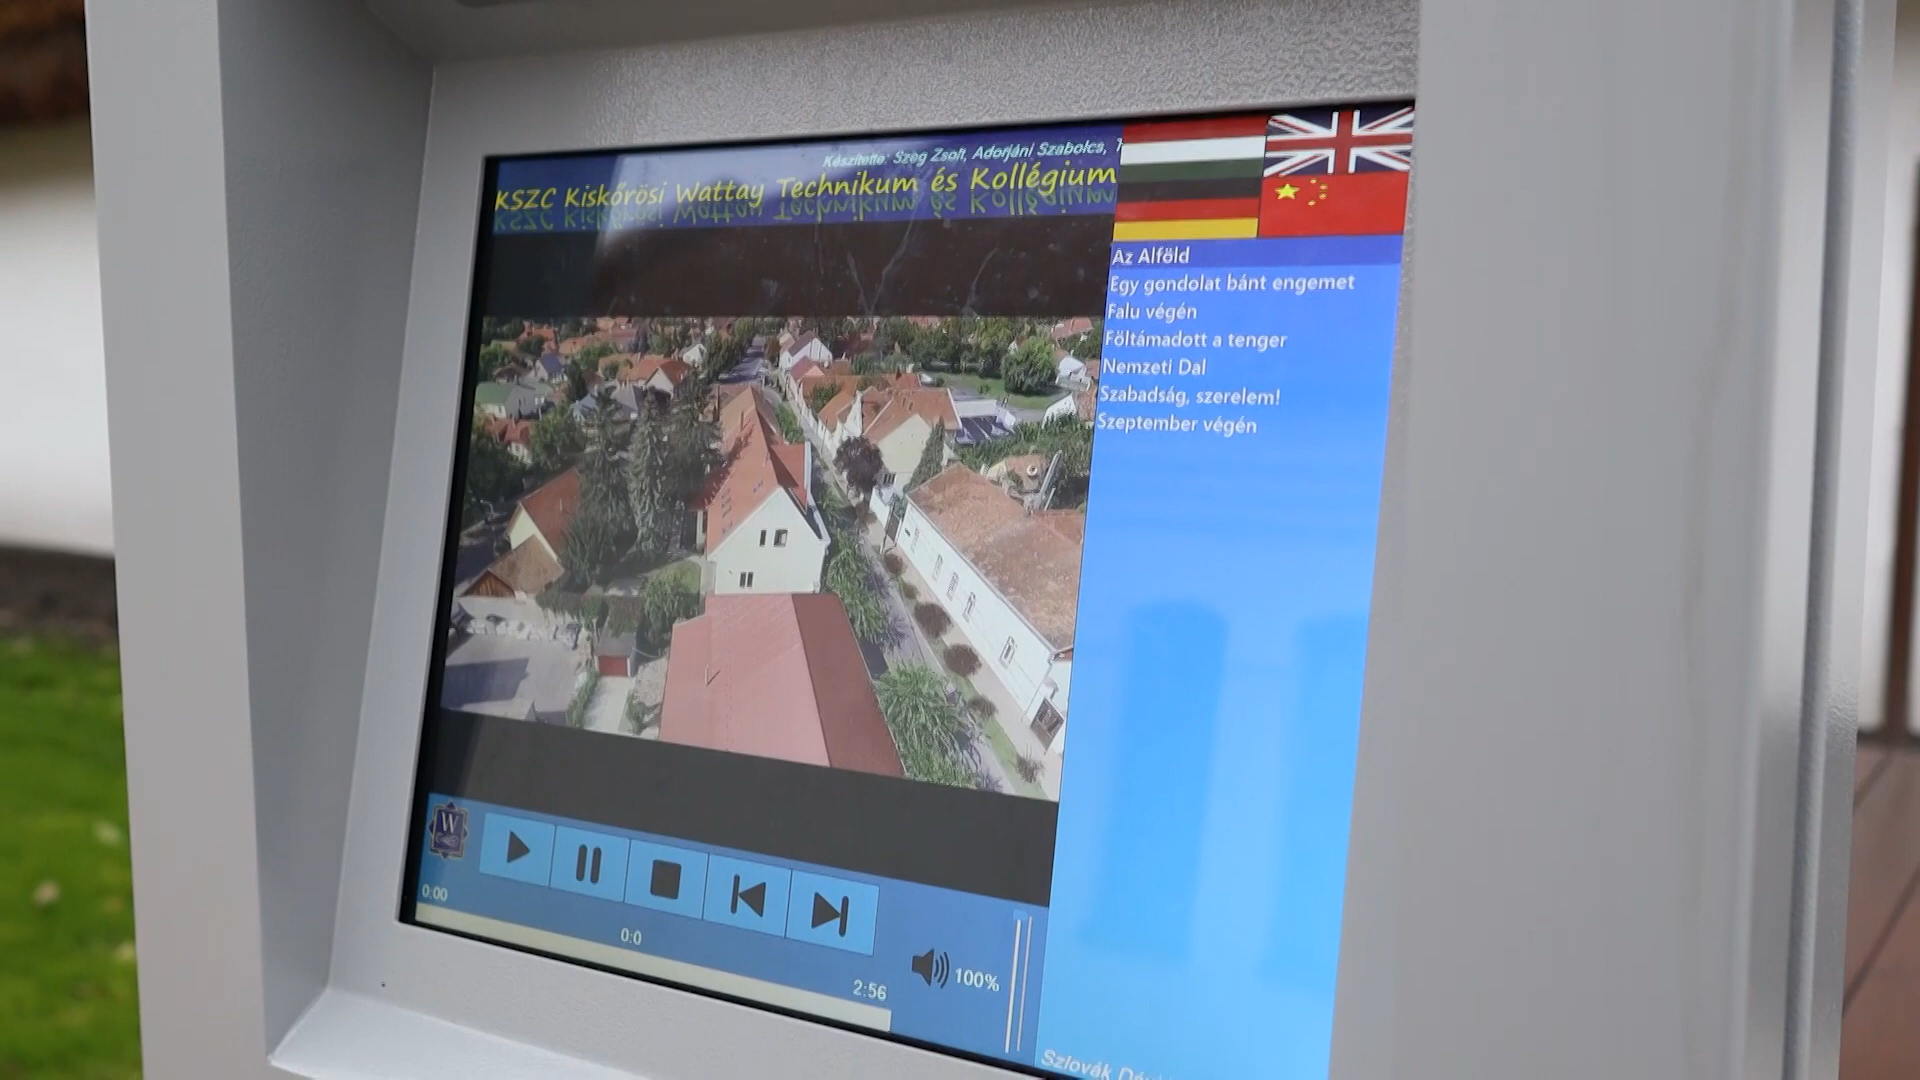 Készítette: Szeg Zsolt, Adorjáni Szabolcs,
KSZC Kiskőrösi Wattay Technikum és Kollégium
Az Alföld
Egy gondolat bánt engemet
Falu végén
Föltámadott a tenger
Nemzeti Dal
Szabadság, szerelem!
Szeptember végén
W
0:00
0:0
2:56
100%
Szlovák